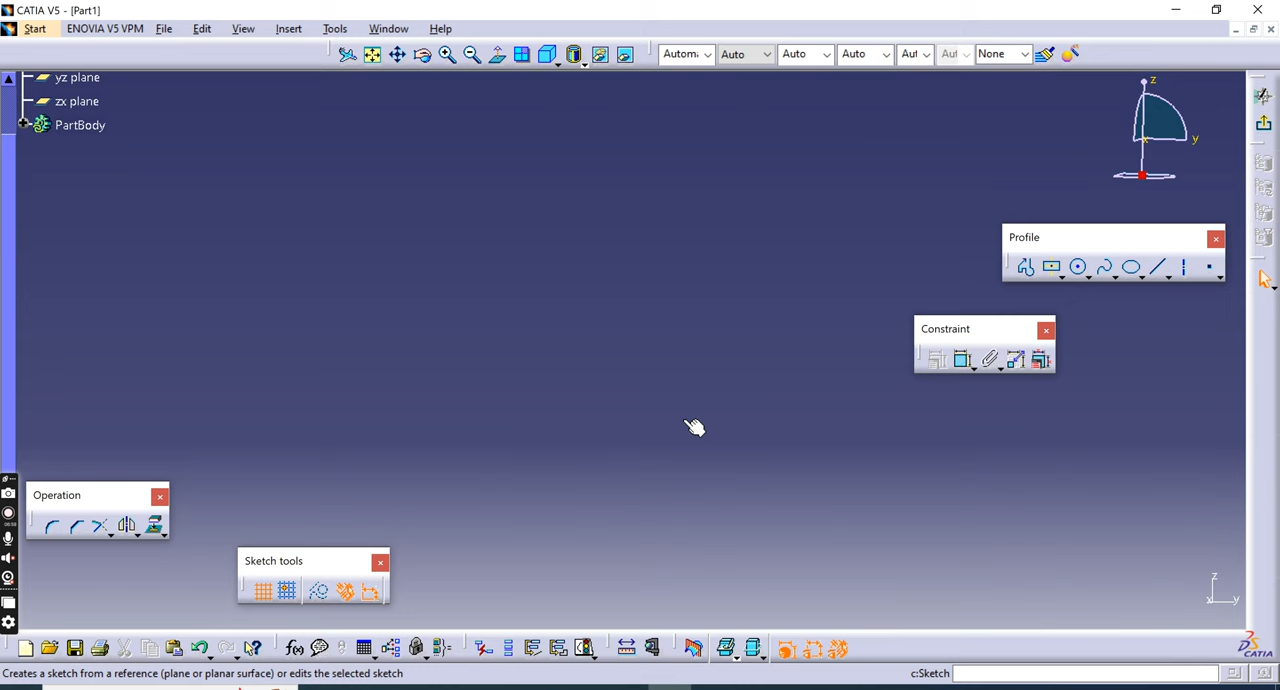 CATIA V5 - [Part1]
Start ENOVIA V5 VPM File Edit View Insert Tools Window Help
Autom Auto Auto Auto Aut Aut None
yz plane
zx plane
PartBody
z
x
y
Profile
Constraint
Operation
Sketch tools
z
x y
f(x)
CATIA
Creates a sketch from a reference (plane or planar surface) or edits the selected sketch
c:Sketch